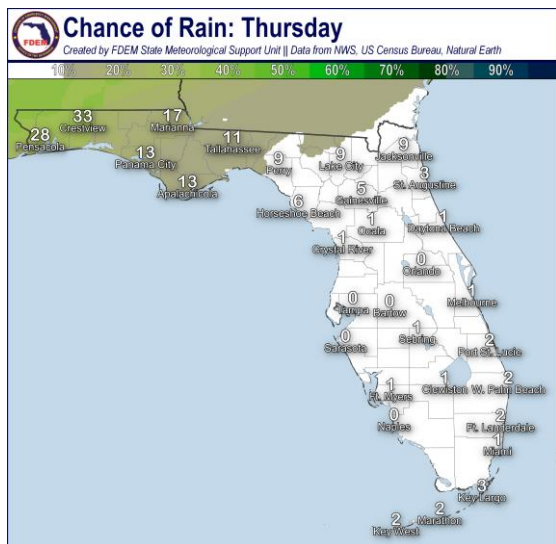 FDEM
Chance of Rain: Thursday
Created by FDEM State Meteorological Support Unit || Data from NWS, US Census Bureau, Natural Earth
10% 20% 30% 40% 50% 60% 70% 80% 90%
33
Crestview
17
Marianna
28
Pensacola
11
Tallahassee
13
Panama City
13
Apalachicola
9
Perry
9
Lake City
9
Jacksonville
3
St. Augustine
5
Gainesville
6
Horseshoe Beach
1
Ocala
1
Daytona Beach
1
Crystal River
0
Orlando
1
Melbourne
0
Tampa
0
Bartow
0
Sarasota
1
Sebring
2
Port St. Lucie
1
Ft. Myers
1
Clewiston
2
W. Palm Beach
0
Naples
2
Ft. Lauderdale
1
Miami
3
Key Largo
2
Marathon
2
Key West